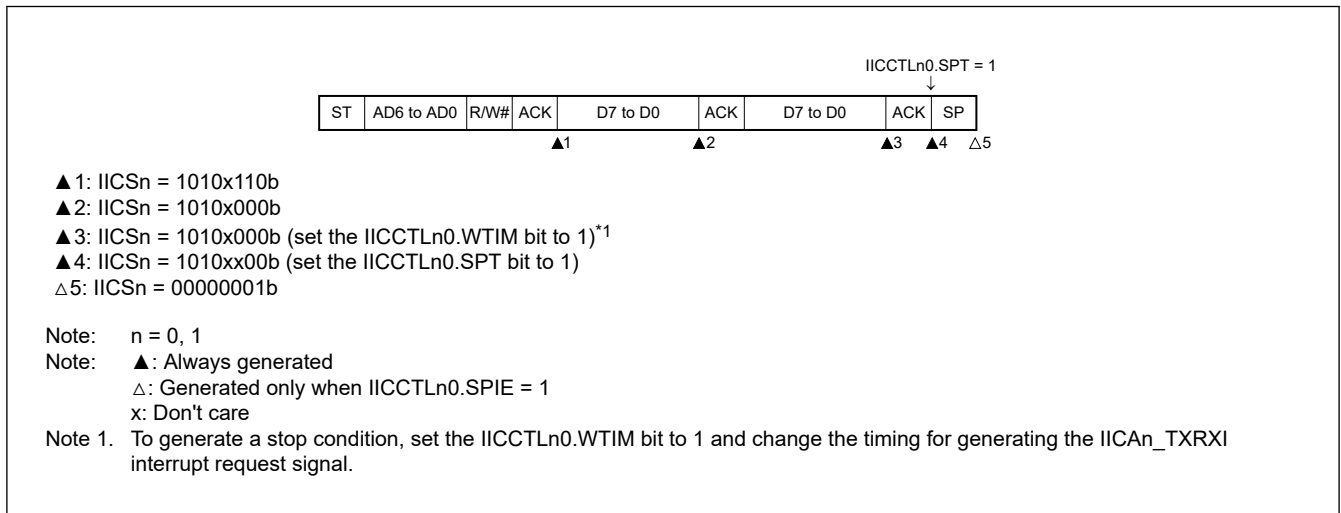 IICCTLn0.SPT = 1
↓
ST AD6 to AD0 R/W# ACK D7 to D0 ACK D7 to D0 ACK SP
▲1 ▲2 ▲3 ▲4 △5
▲1: IICSn = 1010x110b
▲2: IICSn = 1010x000b
▲3: IICSn = 1010x000b (set the IICCTLn0.WTIM bit to 1)*1
▲4: IICSn = 1010xx00b (set the IICCTLn0.SPT bit to 1)
△5: IICSn = 00000001b
Note: n = 0, 1
Note: ▲: Always generated
△: Generated only when IICCTLn0.SPIE = 1
x: Don't care
Note 1. To generate a stop condition, set the IICCTLn0.WTIM bit to 1 and change the timing for generating the IICAn_TXRXI
interrupt request signal.